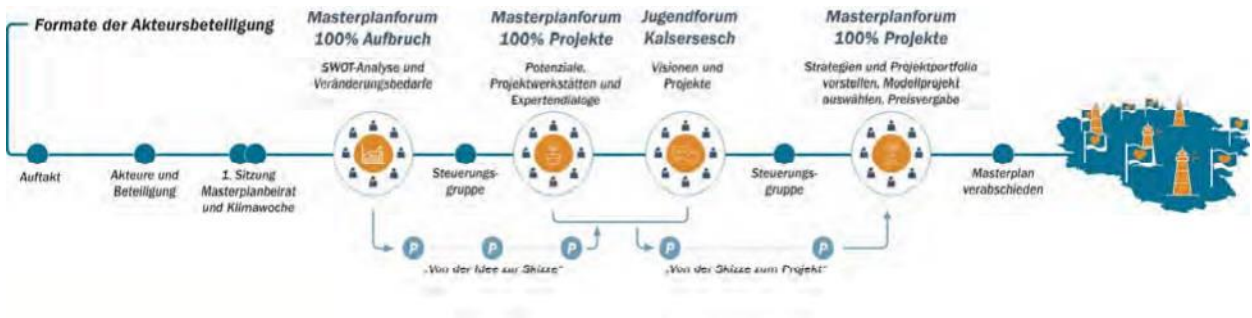 Formate der Akteursbeteiligung
Masterplanforum
100% Aufbruch
SWOT-Analyse und
Veränderungsbedarfe
Masterplanforum
100% Projekte
Potenziale,
Projektwerkstätten und
Expertendialoge
Jugendforum
Kaisersesch
Visionen und
Projekte
Masterplanforum
100% Projekte
Strategien und Projektportfolio
vorstellen, Modellprojekt
auswählen, Preisvergabe
Auftakt
Akteure und
Beteiligung
1. Sitzung
Masterplanbeirat
und Klimawoche
Steuerungs-
gruppe
Steuerungs-
gruppe
Masterplan
verabschieden
P
P
P
P
P
„Von der Idee zur Skizze“
„Von der Skizze zum Projekt“